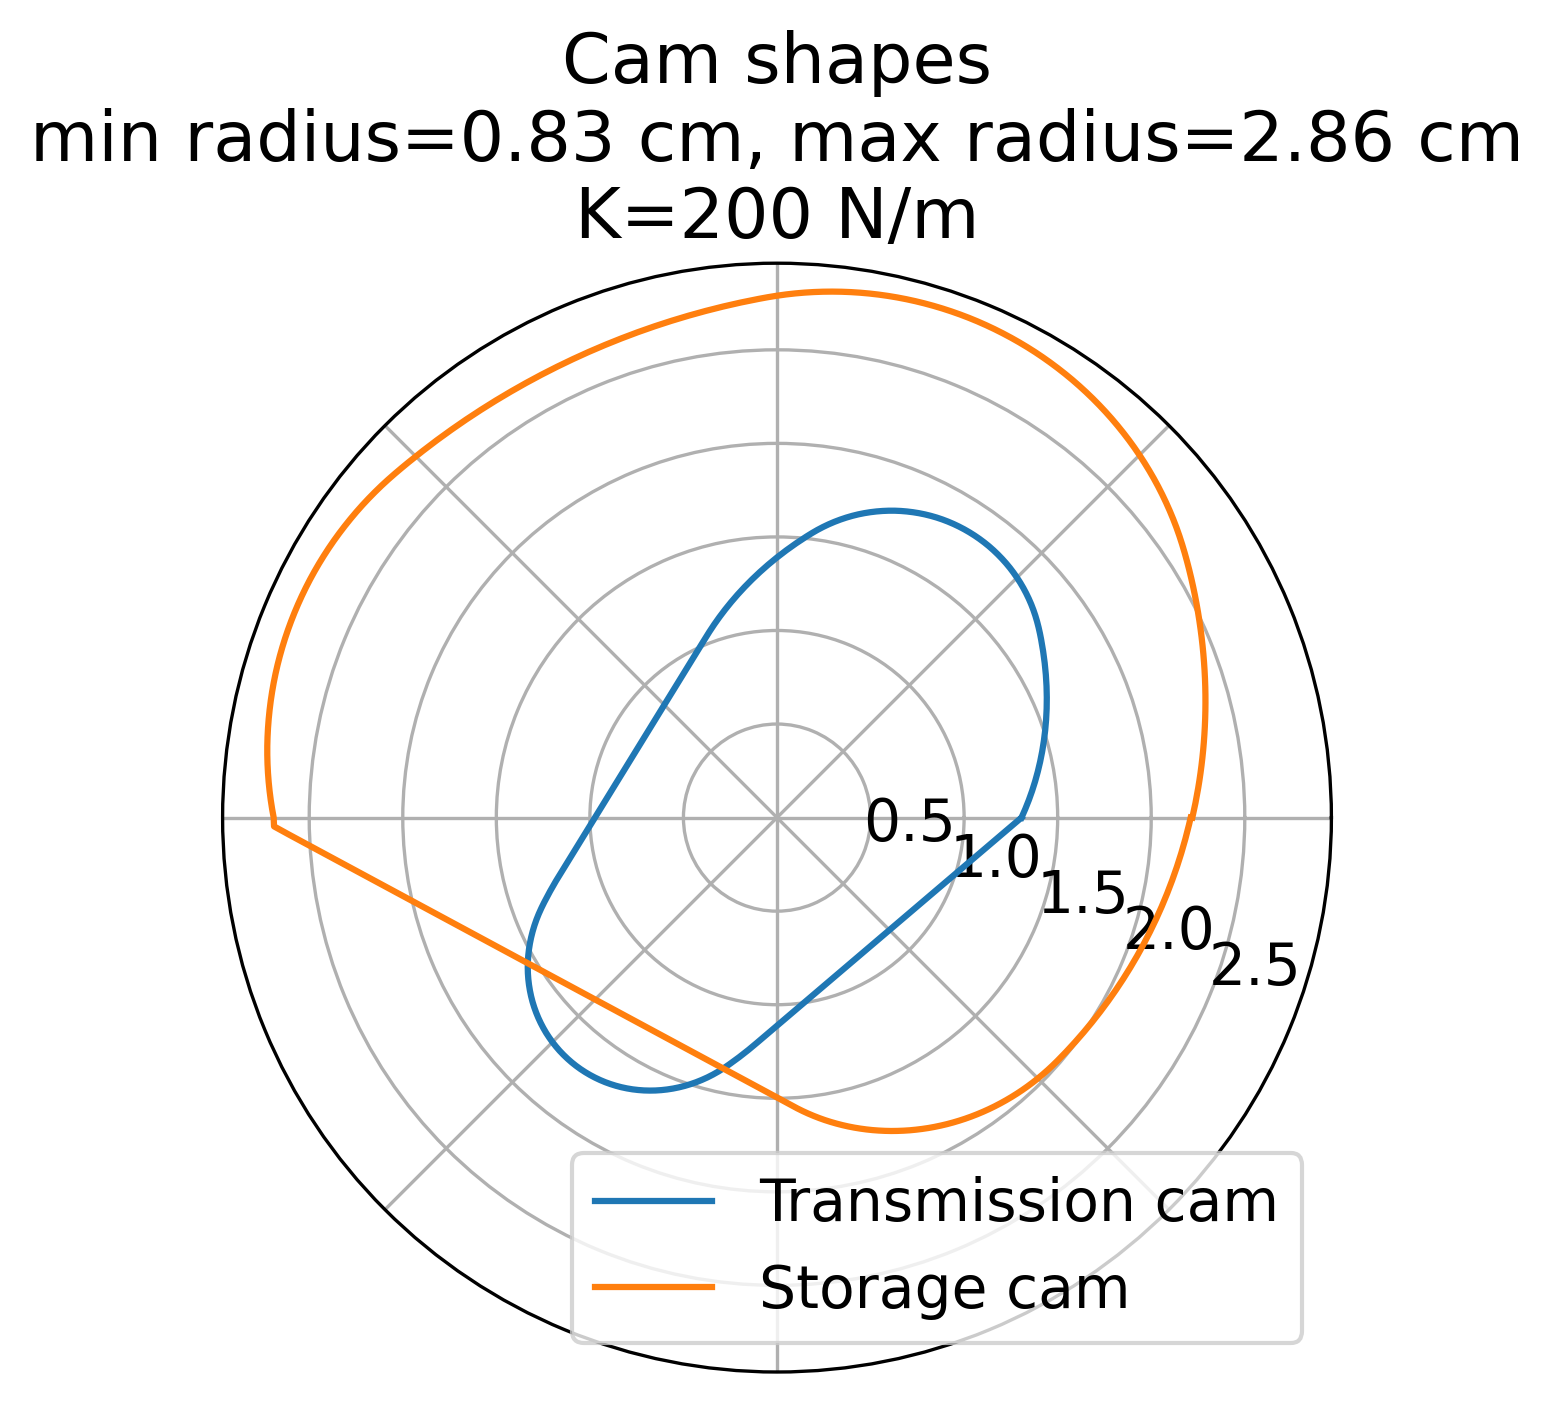 Cam shapes
min radius=0.83 cm, max radius=2.86 cm
K=200 N/m
0.5
1.0
1.5
2.0
2.5
Transmission cam
Storage cam